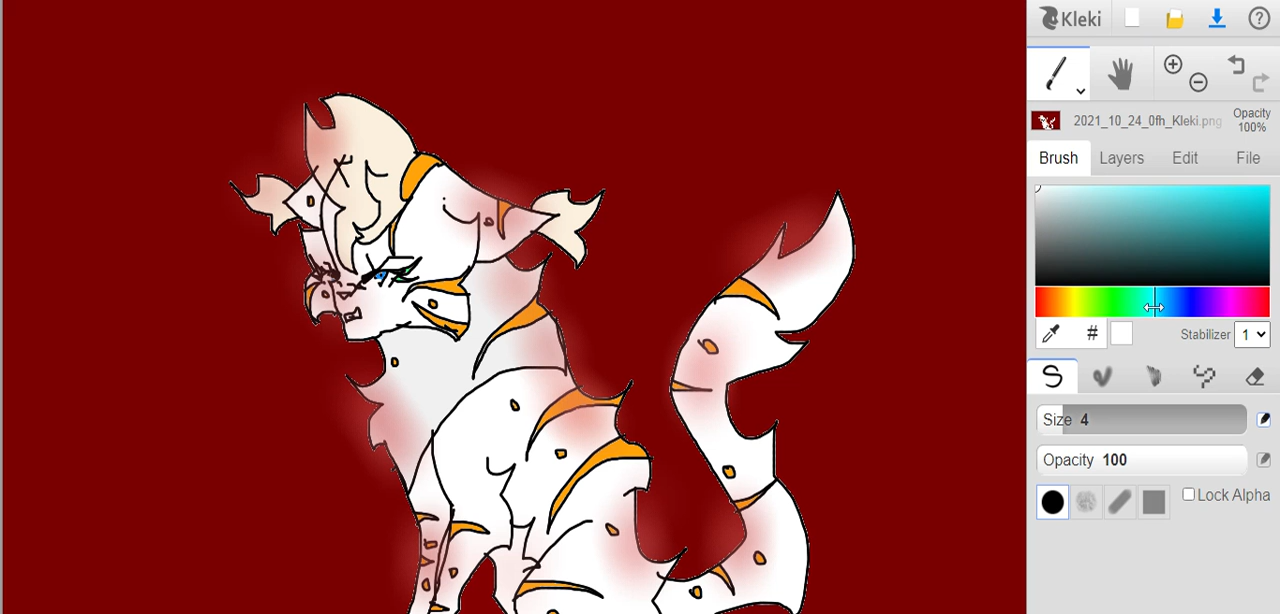 Kleki
2021_10_24_0fh_Kleki.png
Opacity
100%
Brush Layers Edit File
# Stabilizer 1
Size 4
Opacity 100
Lock Alpha